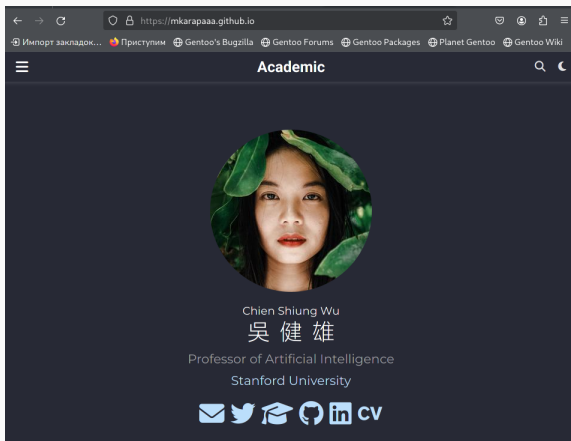 https://mkarapaaa.github.io
Импорт закладок... Приступим Gentoo's Bugzilla Gentoo Forums Gentoo Packages Planet Gentoo Gentoo Wiki
Academic
Chien Shiung Wu
吳 健 雄
Professor of Artificial Intelligence
Stanford University
in CV